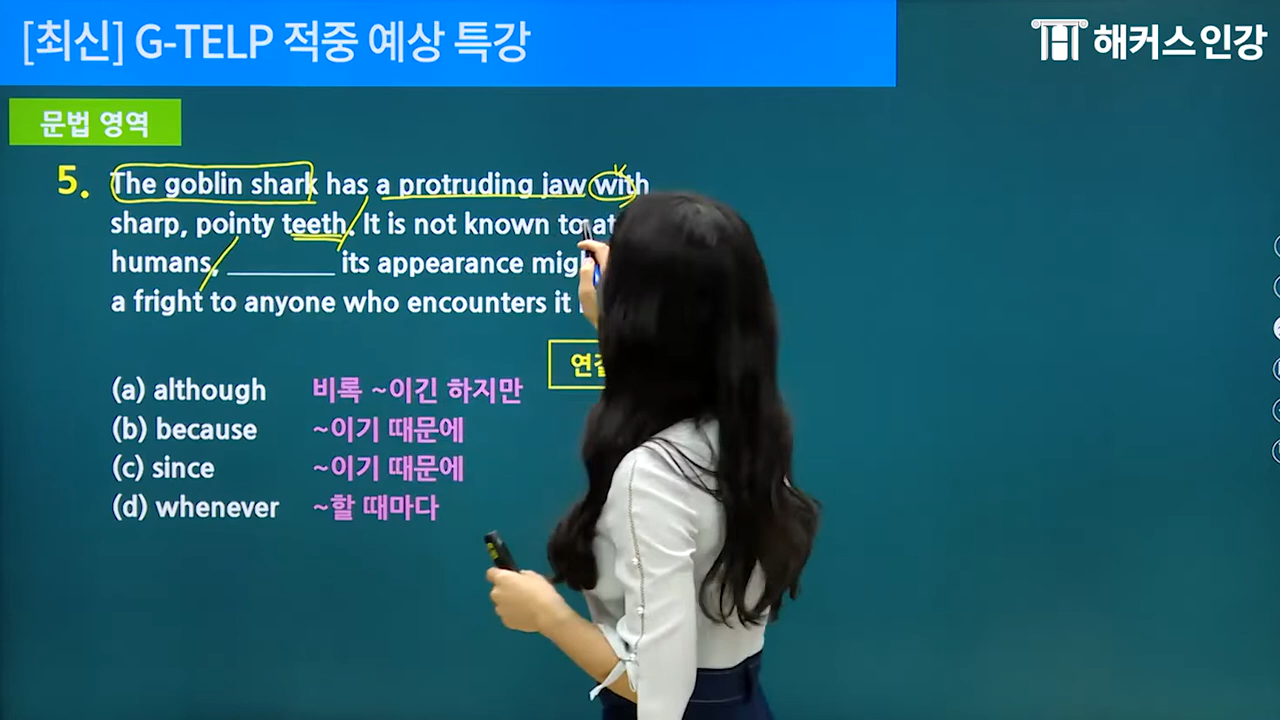 [최신] G-TELP 적중 예상 특강
해커스인강
문법 영역
5. The goblin shark has a protruding jaw with
sharp, pointy teeth. It is not known to
humans, ________ its appearance
a fright to anyone who encounters it
(a) although 비록 ~이긴 하지만
(b) because ~이기 때문에
(c) since ~이기 때문에
(d) whenever ~할 때마다